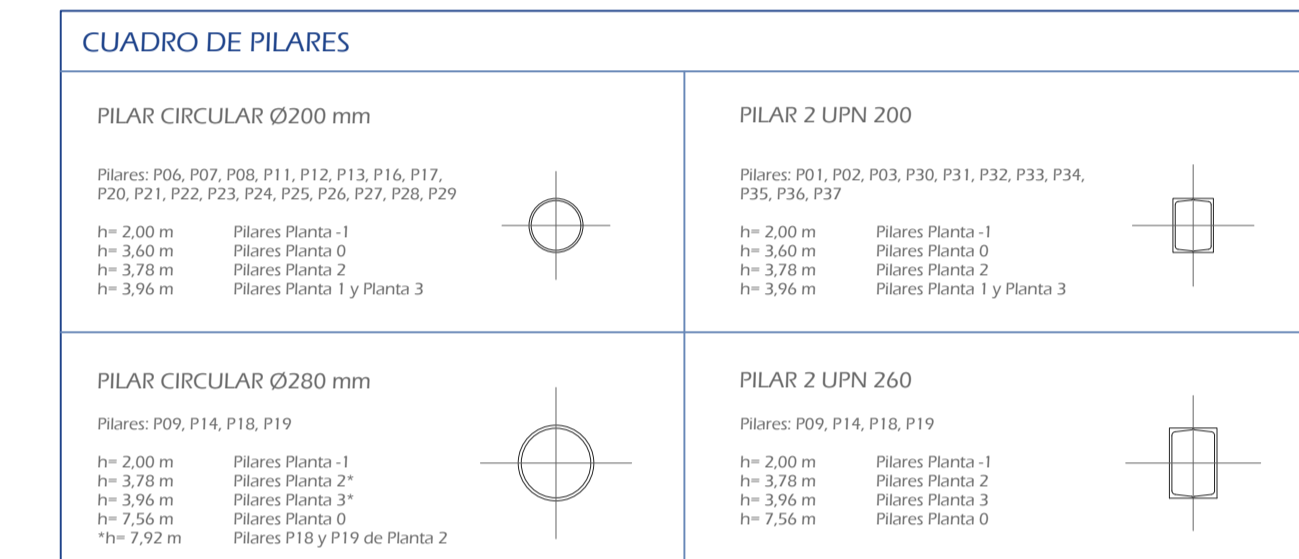 CUADRO DE PILARES
PILAR CIRCULAR Ø200 mm
Pilares: P06, P07, P08, P11, P12, P13, P16, P17,
P20, P21, P22, P23, P24, P25, P26, P27, P28, P29
h= 2,00 m Pilares Planta -1
h= 3,60 m Pilares Planta 0
h= 3,78 m Pilares Planta 2
h= 3,96 m Pilares Planta 1 y Planta 3
PILAR 2 UPN 200
Pilares: P01, P02, P03, P30, P31, P32, P33, P34,
P35, P36, P37
h= 2,00 m Pilares Planta -1
h= 3,60 m Pilares Planta 0
h= 3,78 m Pilares Planta 2
h= 3,96 m Pilares Planta 1 y Planta 3
PILAR CIRCULAR Ø280 mm
Pilares: P09, P14, P18, P19
h= 2,00 m Pilares Planta -1
h= 3,78 m Pilares Planta 2*
h= 3,96 m Pilares Planta 3*
h= 7,56 m Pilares Planta 0
*h= 7,92 m Pilares P18 y P19 de Planta 2
PILAR 2 UPN 260
Pilares: P09, P14, P18, P19
h= 2,00 m Pilares Planta -1
h= 3,78 m Pilares Planta 2
h= 3,96 m Pilares Planta 3
h= 7,56 m Pilares Planta 0